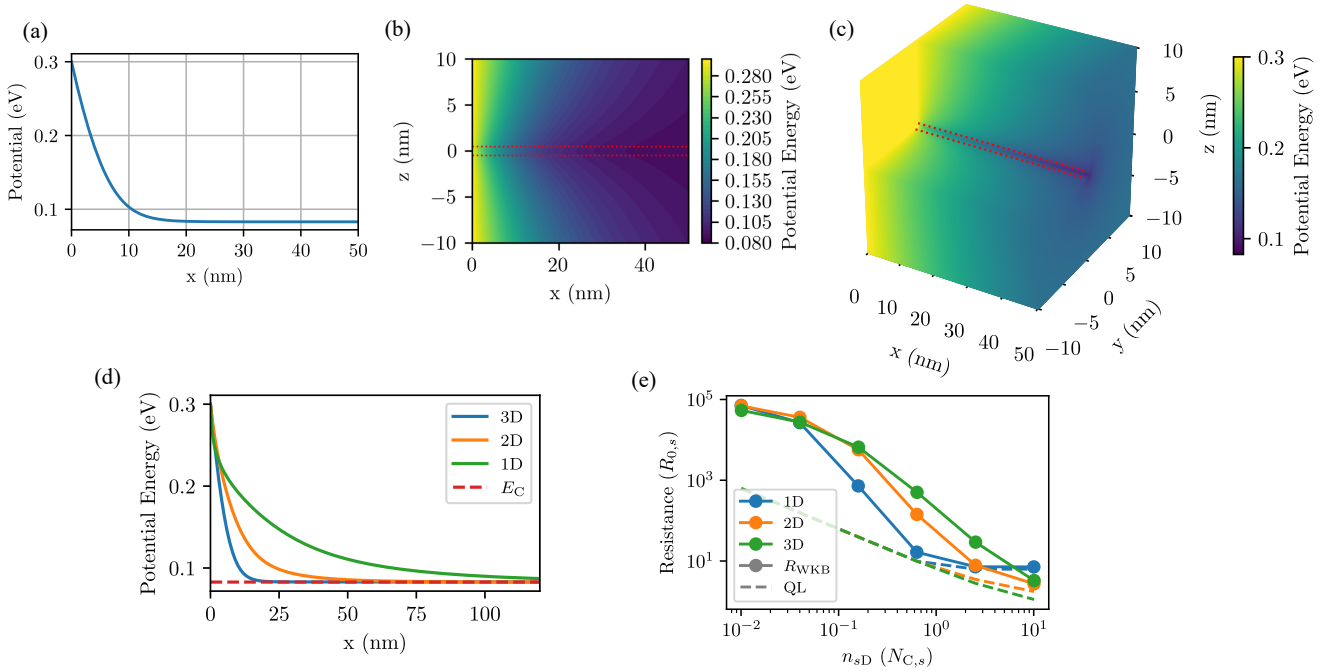 (a)
0.3
0.2
0.1
Potential (eV)
0
10
20
30
40
50
x (nm)
(b)
10
5
0
−5
−10
z (nm)
0
20
40
x (nm)
0.280
0.255
0.230
0.205
0.180
0.155
0.130
0.105
0.080
Potential Energy (eV)
(c)
10
5
0
−5
−10
z (nm)
0
10
20
30
40
50
x (nm)
−10
−5
0
5
10
y (nm)
0.3
0.2
0.1
Potential Energy (eV)
(d)
0.3
0.2
0.1
Potential Energy (eV)
3D
2D
1D
E_C
0
25
50
75
100
x (nm)
(e)
10^5
10^3
10^1
Resistance (R_{0,s})
1D
2D
3D
R_WKB
QL
10^−2
10^−1
10^0
10^1
n_{sD} (N_{C,s})